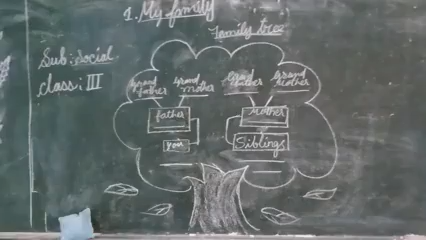 1. My family
Family tree
Sub: Social
class: III
Grand father
Grand mother
Grand father
Grand Mother
father
Mother
you
Siblings